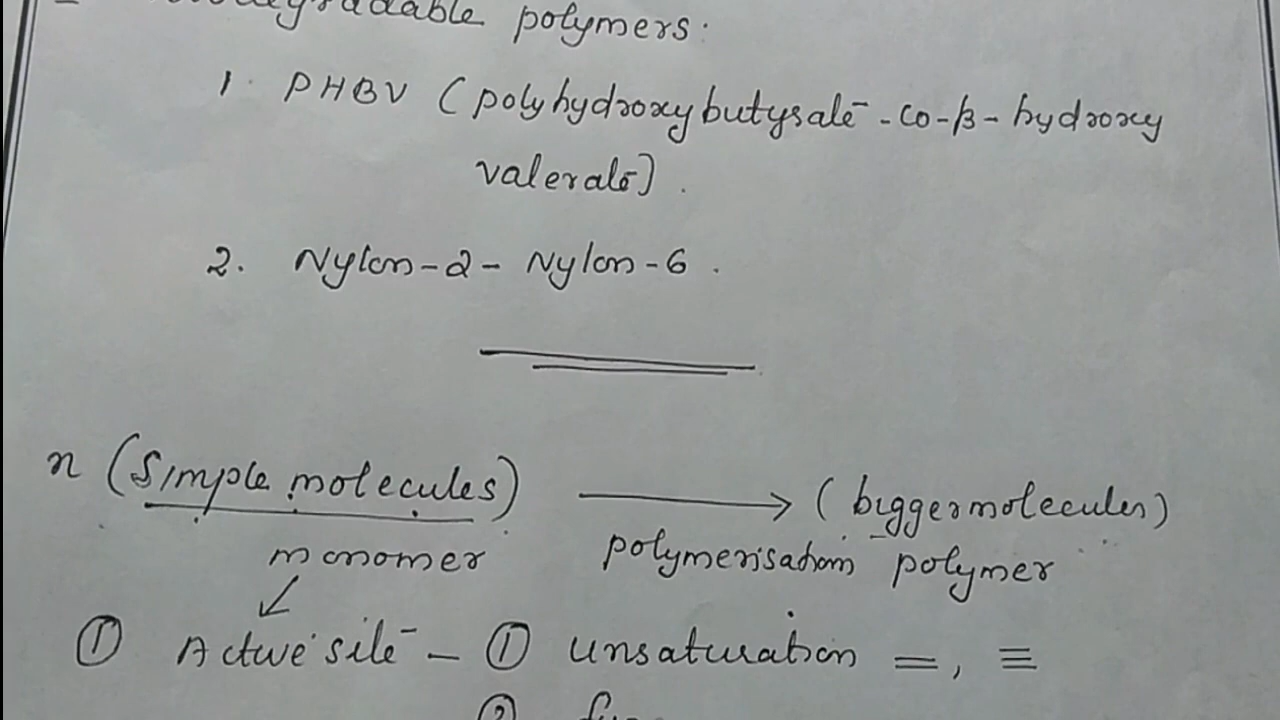 polymers.
1. PHBV (polyhydroxybutyrate-co-β-hydroxy
valerate).
2. Nylon-2-Nylon-6.
n (Simple molecules) → (bigger molecules)
monomer polymerisation polymer
↙
① Active site – ① unsaturation =, ≡
②